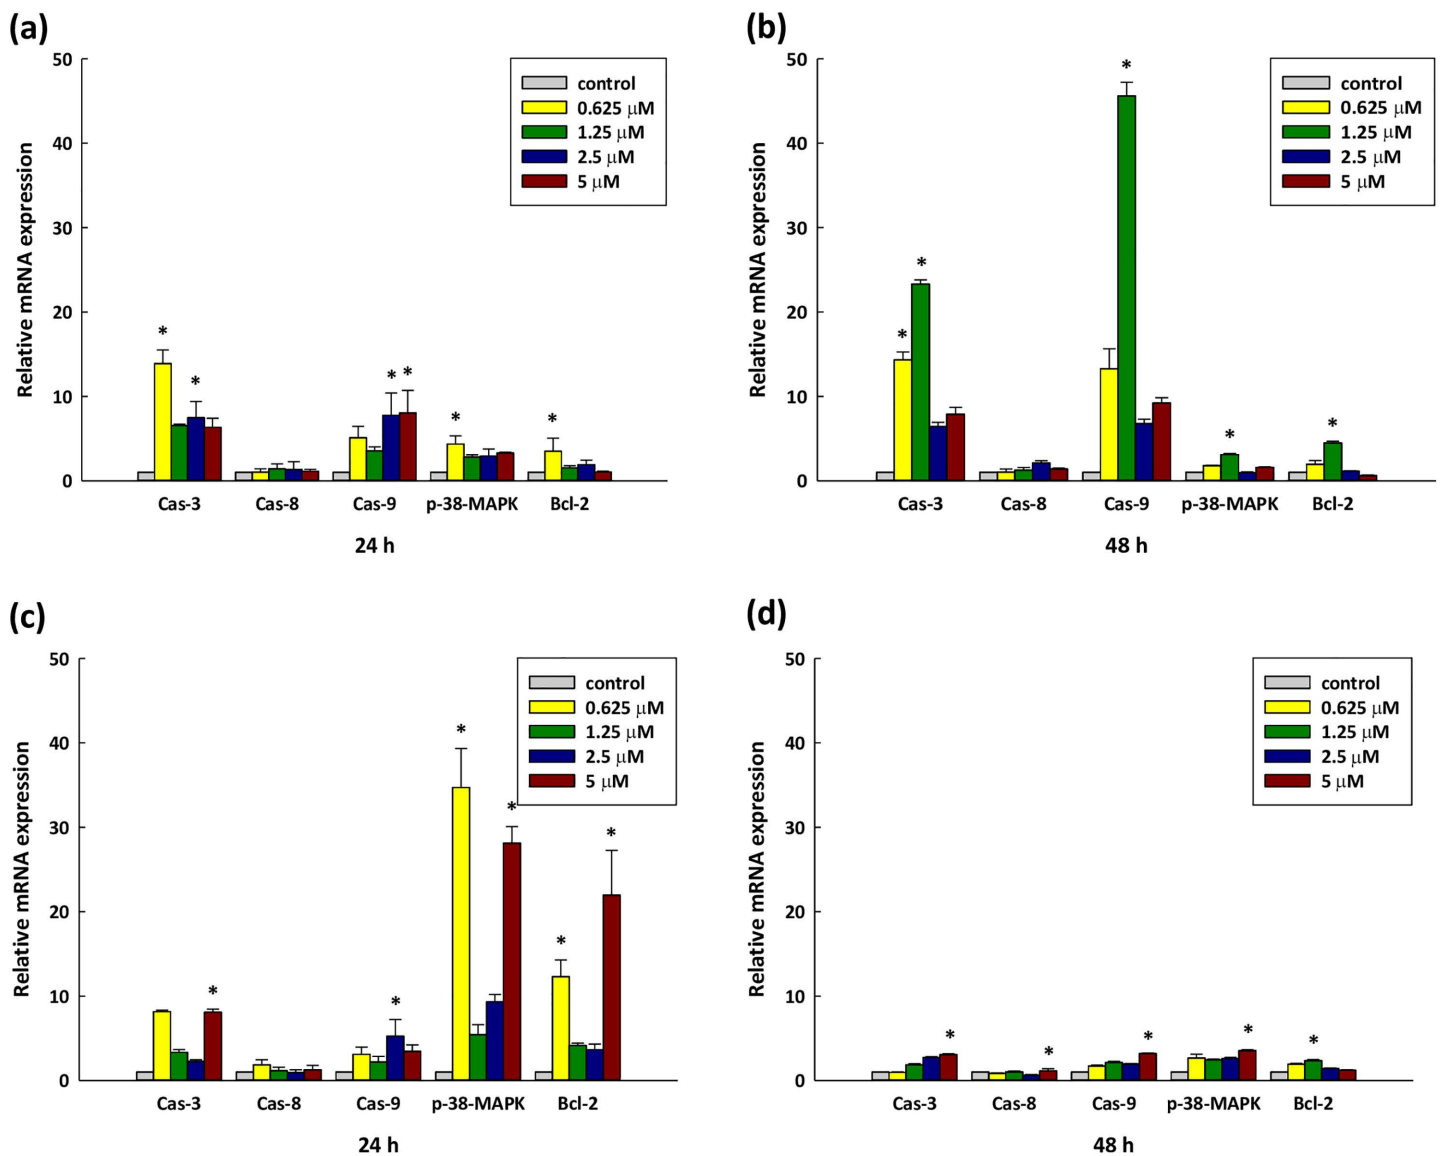 (a)
50
40
30
20
10
0
Relative mRNA expression
control
0.625 μM
1.25 μM
2.5 μM
5 μM
*
*
* *
*
*
Cas-3 Cas-8 Cas-9 p-38-MAPK Bcl-2
24 h
(b)
50
40
30
20
10
0
Relative mRNA expression
control
0.625 μM
1.25 μM
2.5 μM
5 μM
*
*
*
*
*
Cas-3 Cas-8 Cas-9 p-38-MAPK Bcl-2
48 h
(c)
50
40
30
20
10
0
Relative mRNA expression
control
0.625 μM
1.25 μM
2.5 μM
5 μM
*
*
*
*
*
*
Cas-3 Cas-8 Cas-9 p-38-MAPK Bcl-2
24 h
(d)
50
40
30
20
10
0
Relative mRNA expression
control
0.625 μM
1.25 μM
2.5 μM
5 μM
*
*
*
*
*
Cas-3 Cas-8 Cas-9 p-38-MAPK Bcl-2
48 h